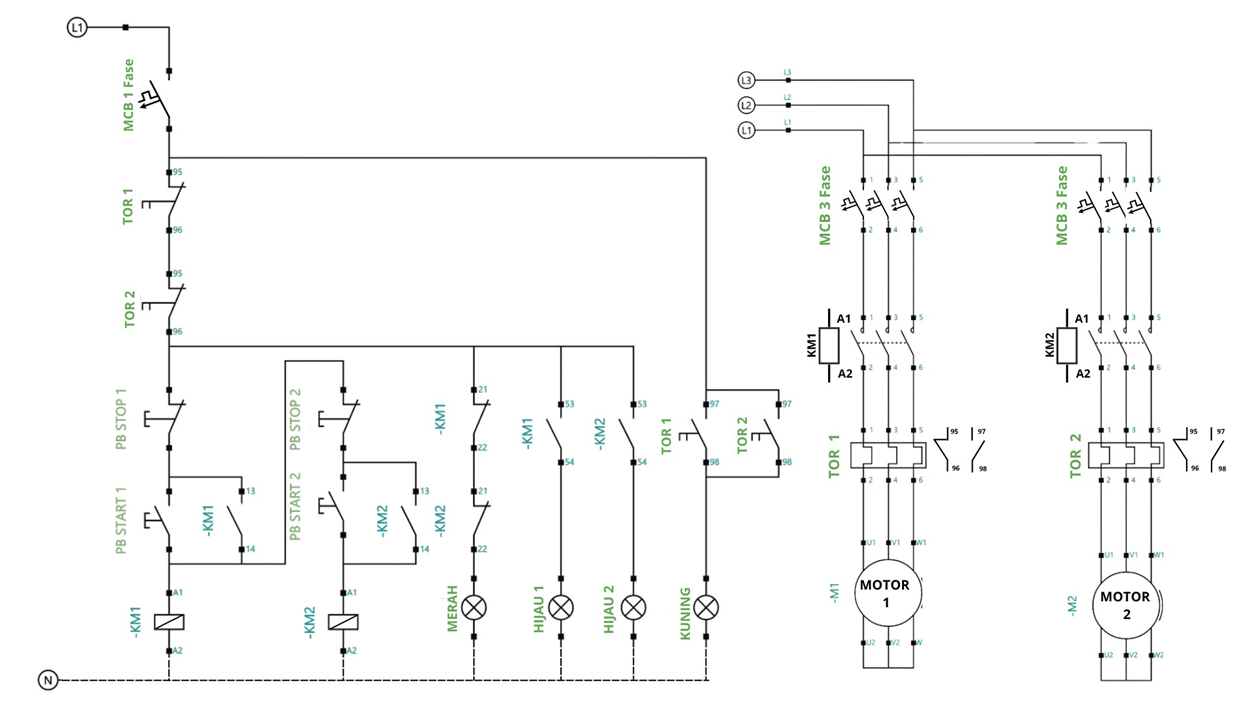 L1
MCB 1 Fase
95
TOR 1
96
95
TOR 2
96
PB STOP 1
PB START 1
-KM1
13
14
A1
-KM1
A2
PB STOP 2
PB START 2
-KM2
13
14
A1
-KM2
A2
-KM1
21
22
-KM2
21
22
MERAH
53
-KM1
54
HIJAU 1
53
-KM2
54
HIJAU 2
97
TOR 1
98
97
TOR 2
98
KUNING
N
L3
L3
L2
L2
L1
L1
MCB 3 Fase
1 3 5
2 4 6
KM1
A1
A2
1 3 5
2 4 6
TOR 1
1 3 5
2 4 6
95 97
96 98
U1 V1 W1
-M1
MOTOR
1
U2 V2 W
MCB 3 Fase
1 3 5
2 4 6
KM2
A1
A2
1 3 5
2 4 6
TOR 2
1 3 5
2 4 6
95 97
96 98
U1 V1 W1
-M2
MOTOR
2
U2 V2 W2